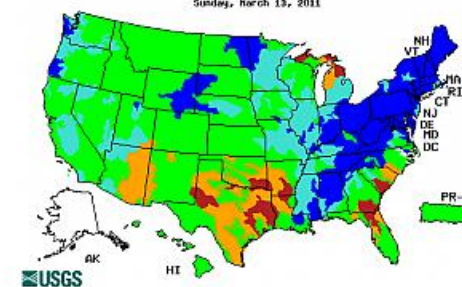 Sunday, March 13, 2011
NH
VT
MA
RI
CT
NJ
DE
MD
DC
PR-
AK
HI
USGS